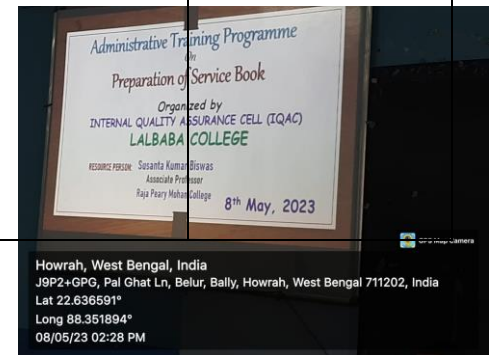 Administrative Training Programme
On
Preparation of Service Book
Organized by
INTERNAL QUALITY ASSURANCE CELL (IQAC)
LALBABA COLLEGE
RESOURCE PERSON: Susanta Kumar Biswas
Associate Professor
Raja Peary Mohan College
8th May, 2023
GPS Map Camera
Howrah, West Bengal, India
J9P2+GPG, Pal Ghat Ln, Belur, Bally, Howrah, West Bengal 711202, India
Lat 22.636591°
Long 88.351894°
08/05/23 02:28 PM